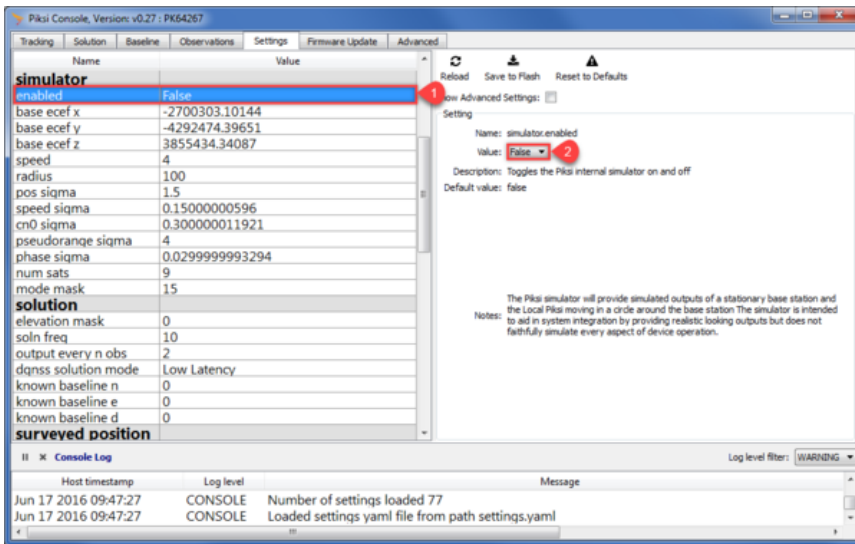 Piksi Console, Version: v0.27 : PK64267
Tracking Solution Baseline Observations Settings Firmware Update Advanced
Name Value
simulator
enabled False
base ecef x -2700303.10144
base ecef y -4292474.39651
base ecef z 3855434.34087
speed 4
radius 100
pos sigma 1.5
speed sigma 0.15000000596
cn0 sigma 0.300000011921
pseudorange sigma 4
phase sigma 0.0299999993294
num sats 9
mode mask 15
solution
elevation mask 0
soln freq 10
output every n obs 2
dgnss solution mode Low Latency
known baseline n 0
known baseline e 0
known baseline d 0
surveyed position
1
Reload Save to Flash Reset to Defaults
ow Advanced Settings:
Setting
Name: simulator.enabled
Value: False 2
Description: Toggles the Piksi internal simulator on and off
Default value: false
Notes: The Piksi simulator will provide simulated outputs of a stationary base station and
the Local Piksi moving in a circle around the base station The simulator is intended
to aid in system integration by providing realistic looking outputs but does not
faithfully simulate every aspect of device operation.
Console Log Log level filter: WARNING
Host timestamp Log level Message
Jun 17 2016 09:47:27 CONSOLE Number of settings loaded 77
Jun 17 2016 09:47:27 CONSOLE Loaded settings yaml file from path settings.yaml